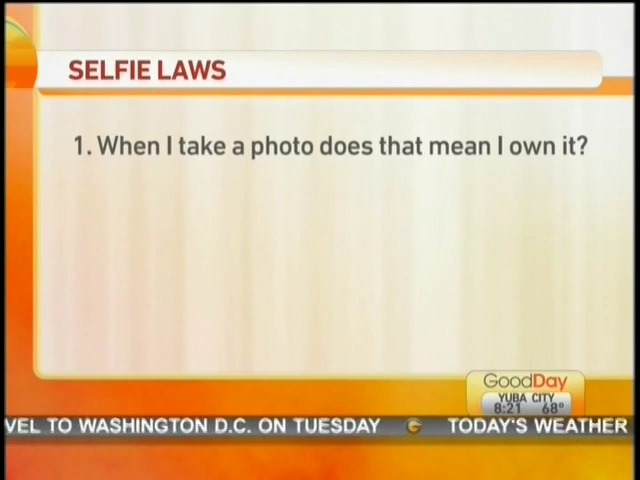 SELFIE LAWS
1. When I take a photo does that mean I own it?
GoodDay
YUBA CITY
8:21 68°
VEL TO WASHINGTON D.C. ON TUESDAY TODAY'S WEATHER